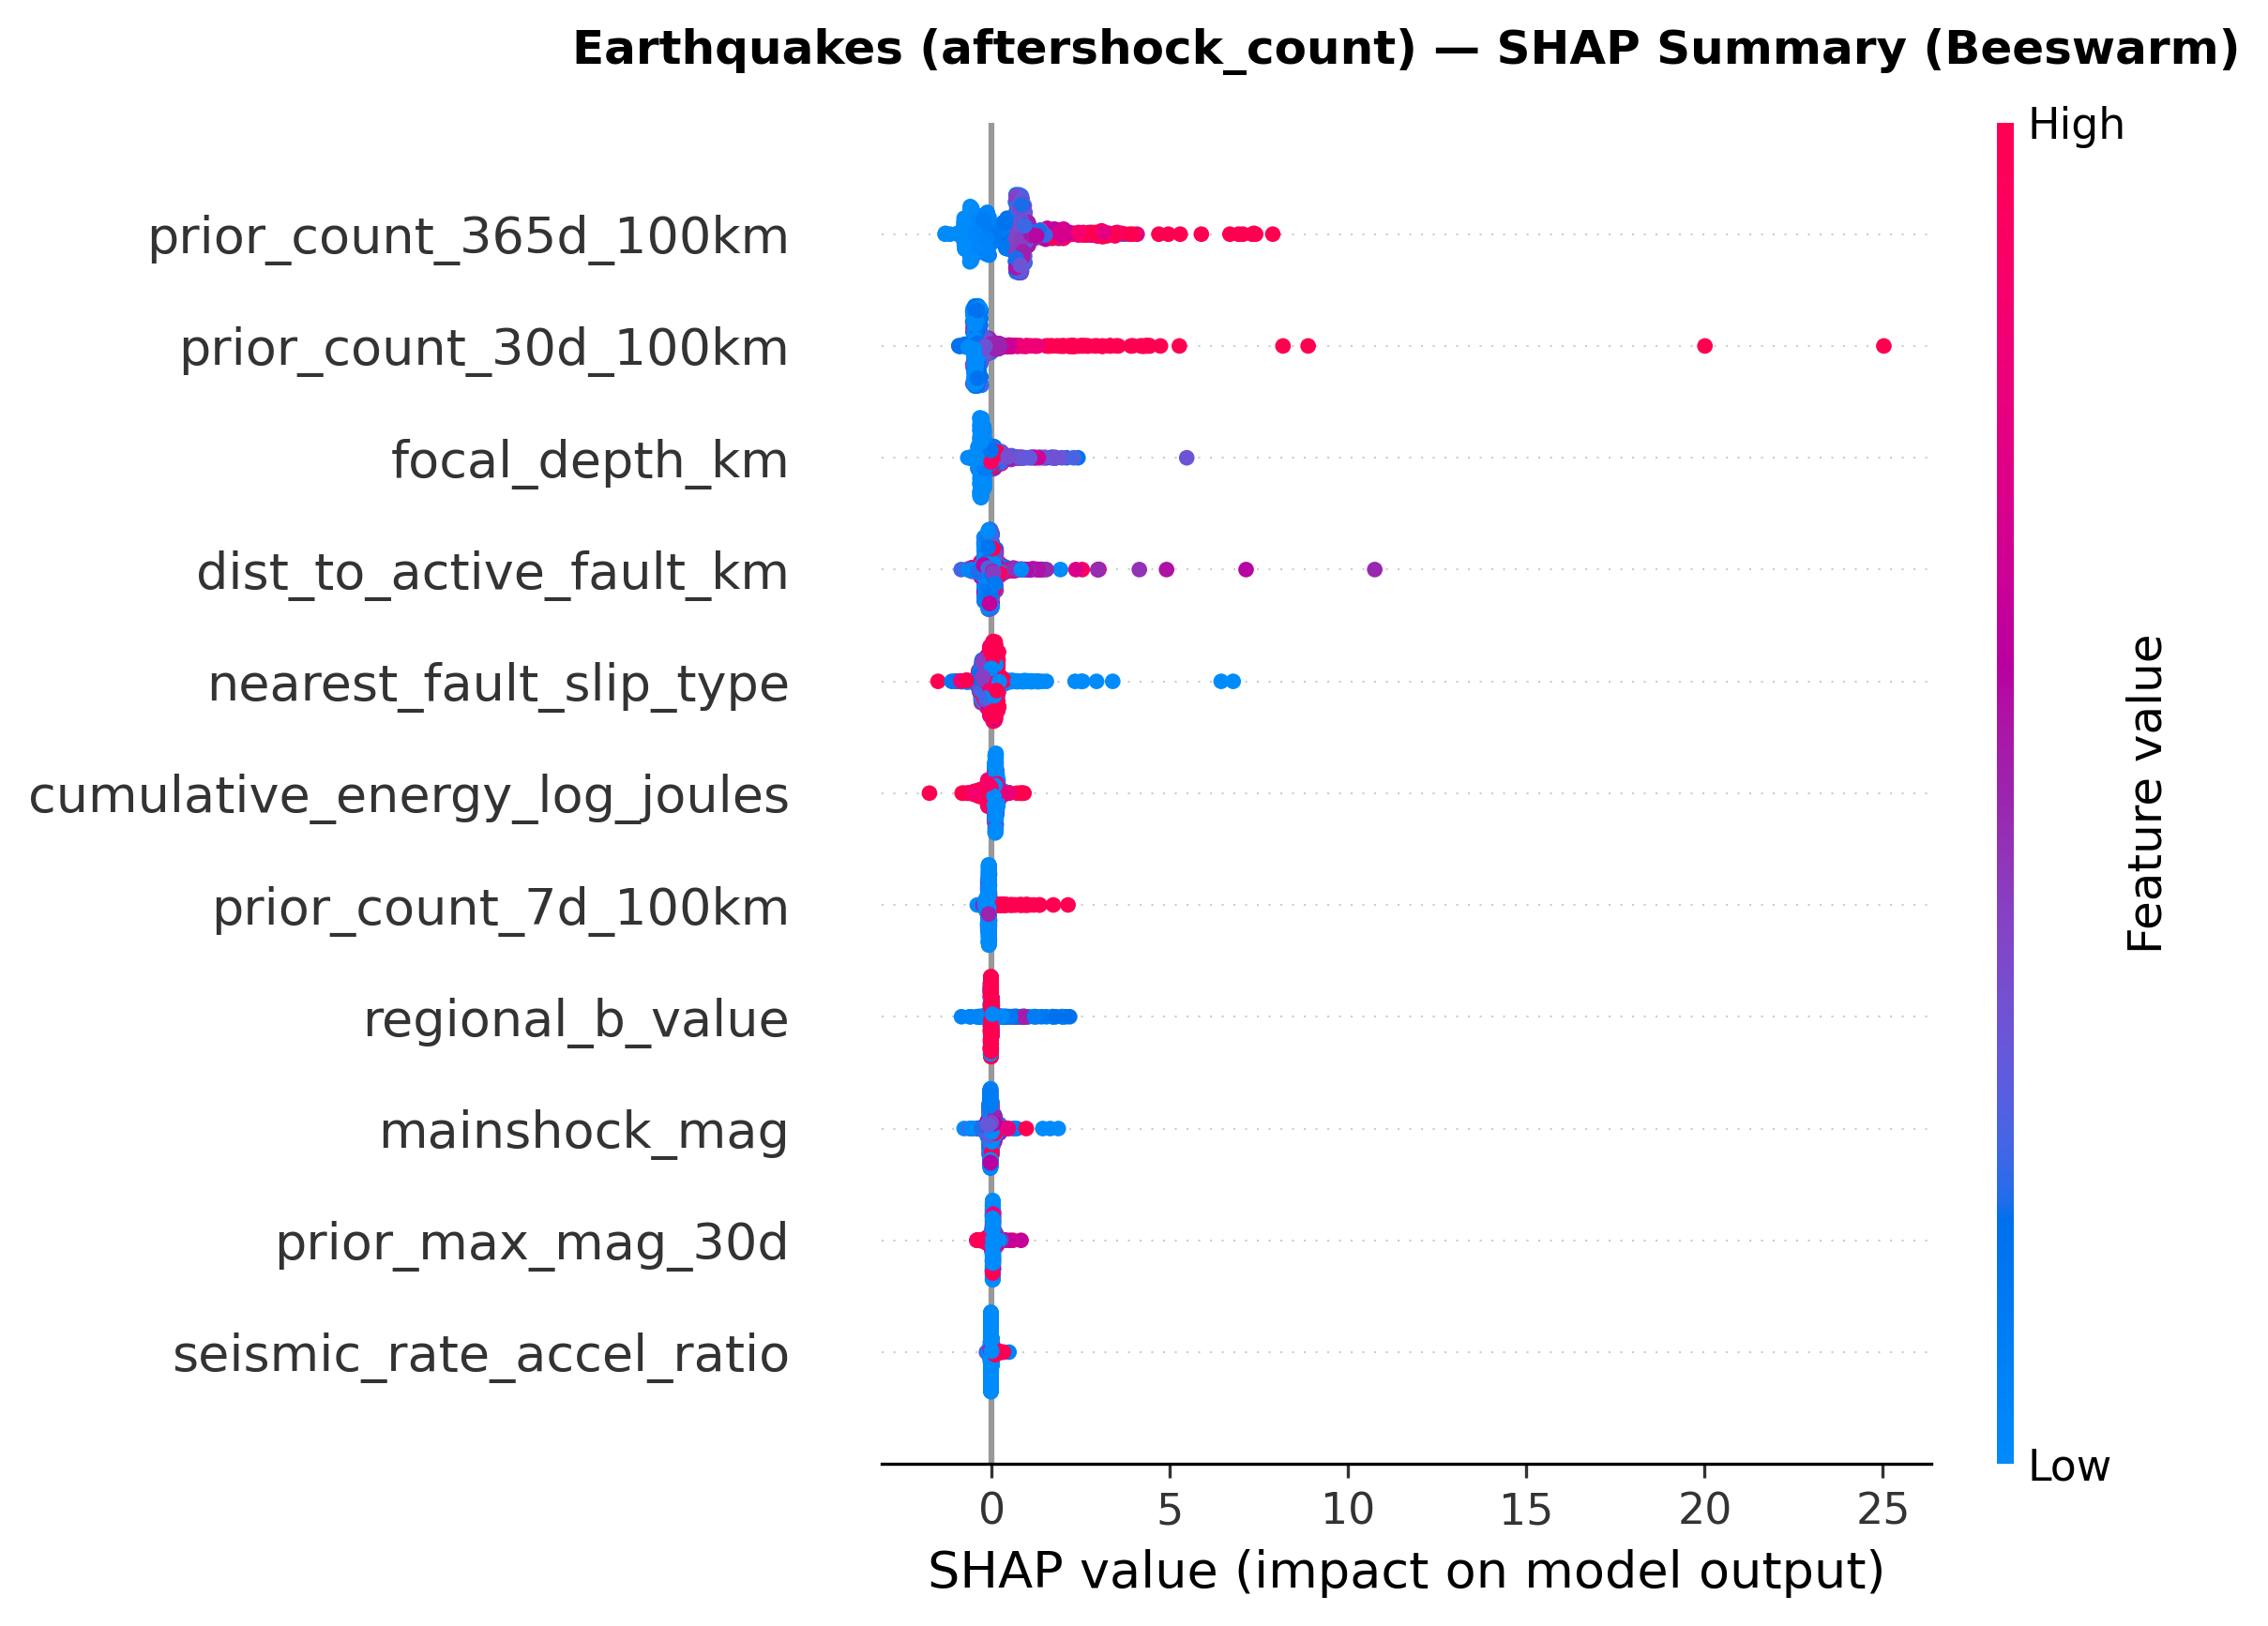 Earthquakes (aftershock_count) — SHAP Summary (Beeswarm)
High
prior_count_365d_100km
prior_count_30d_100km
focal_depth_km
dist_to_active_fault_km
nearest_fault_slip_type
cumulative_energy_log_joules
prior_count_7d_100km
regional_b_value
mainshock_mag
prior_max_mag_30d
seismic_rate_accel_ratio
Feature value
Low
0 5 10 15 20 25
SHAP value (impact on model output)